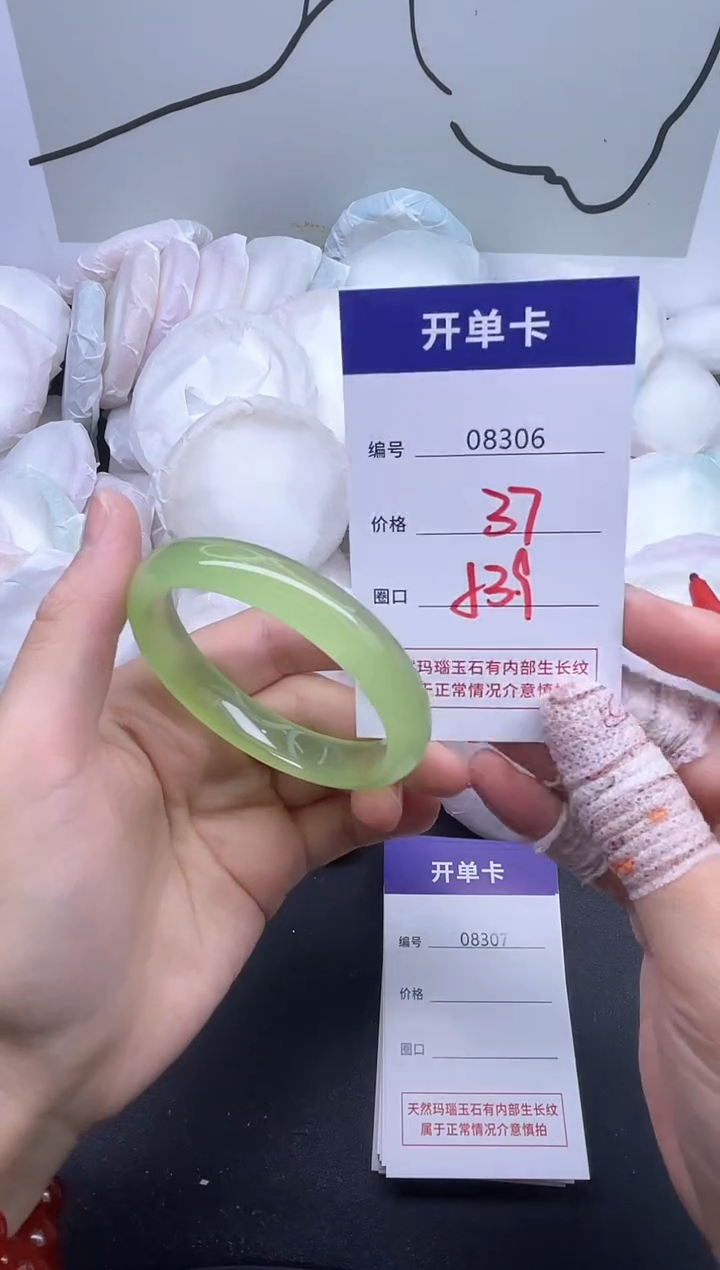 开单卡
编号 08306
价格 37
圈口
玛瑙玉石有内部生长纹
于正常情况介意慎拍
开单卡
编号 08307
价格
圈口
天然玛瑙玉石有内部生长纹
属于正常情况介意慎拍